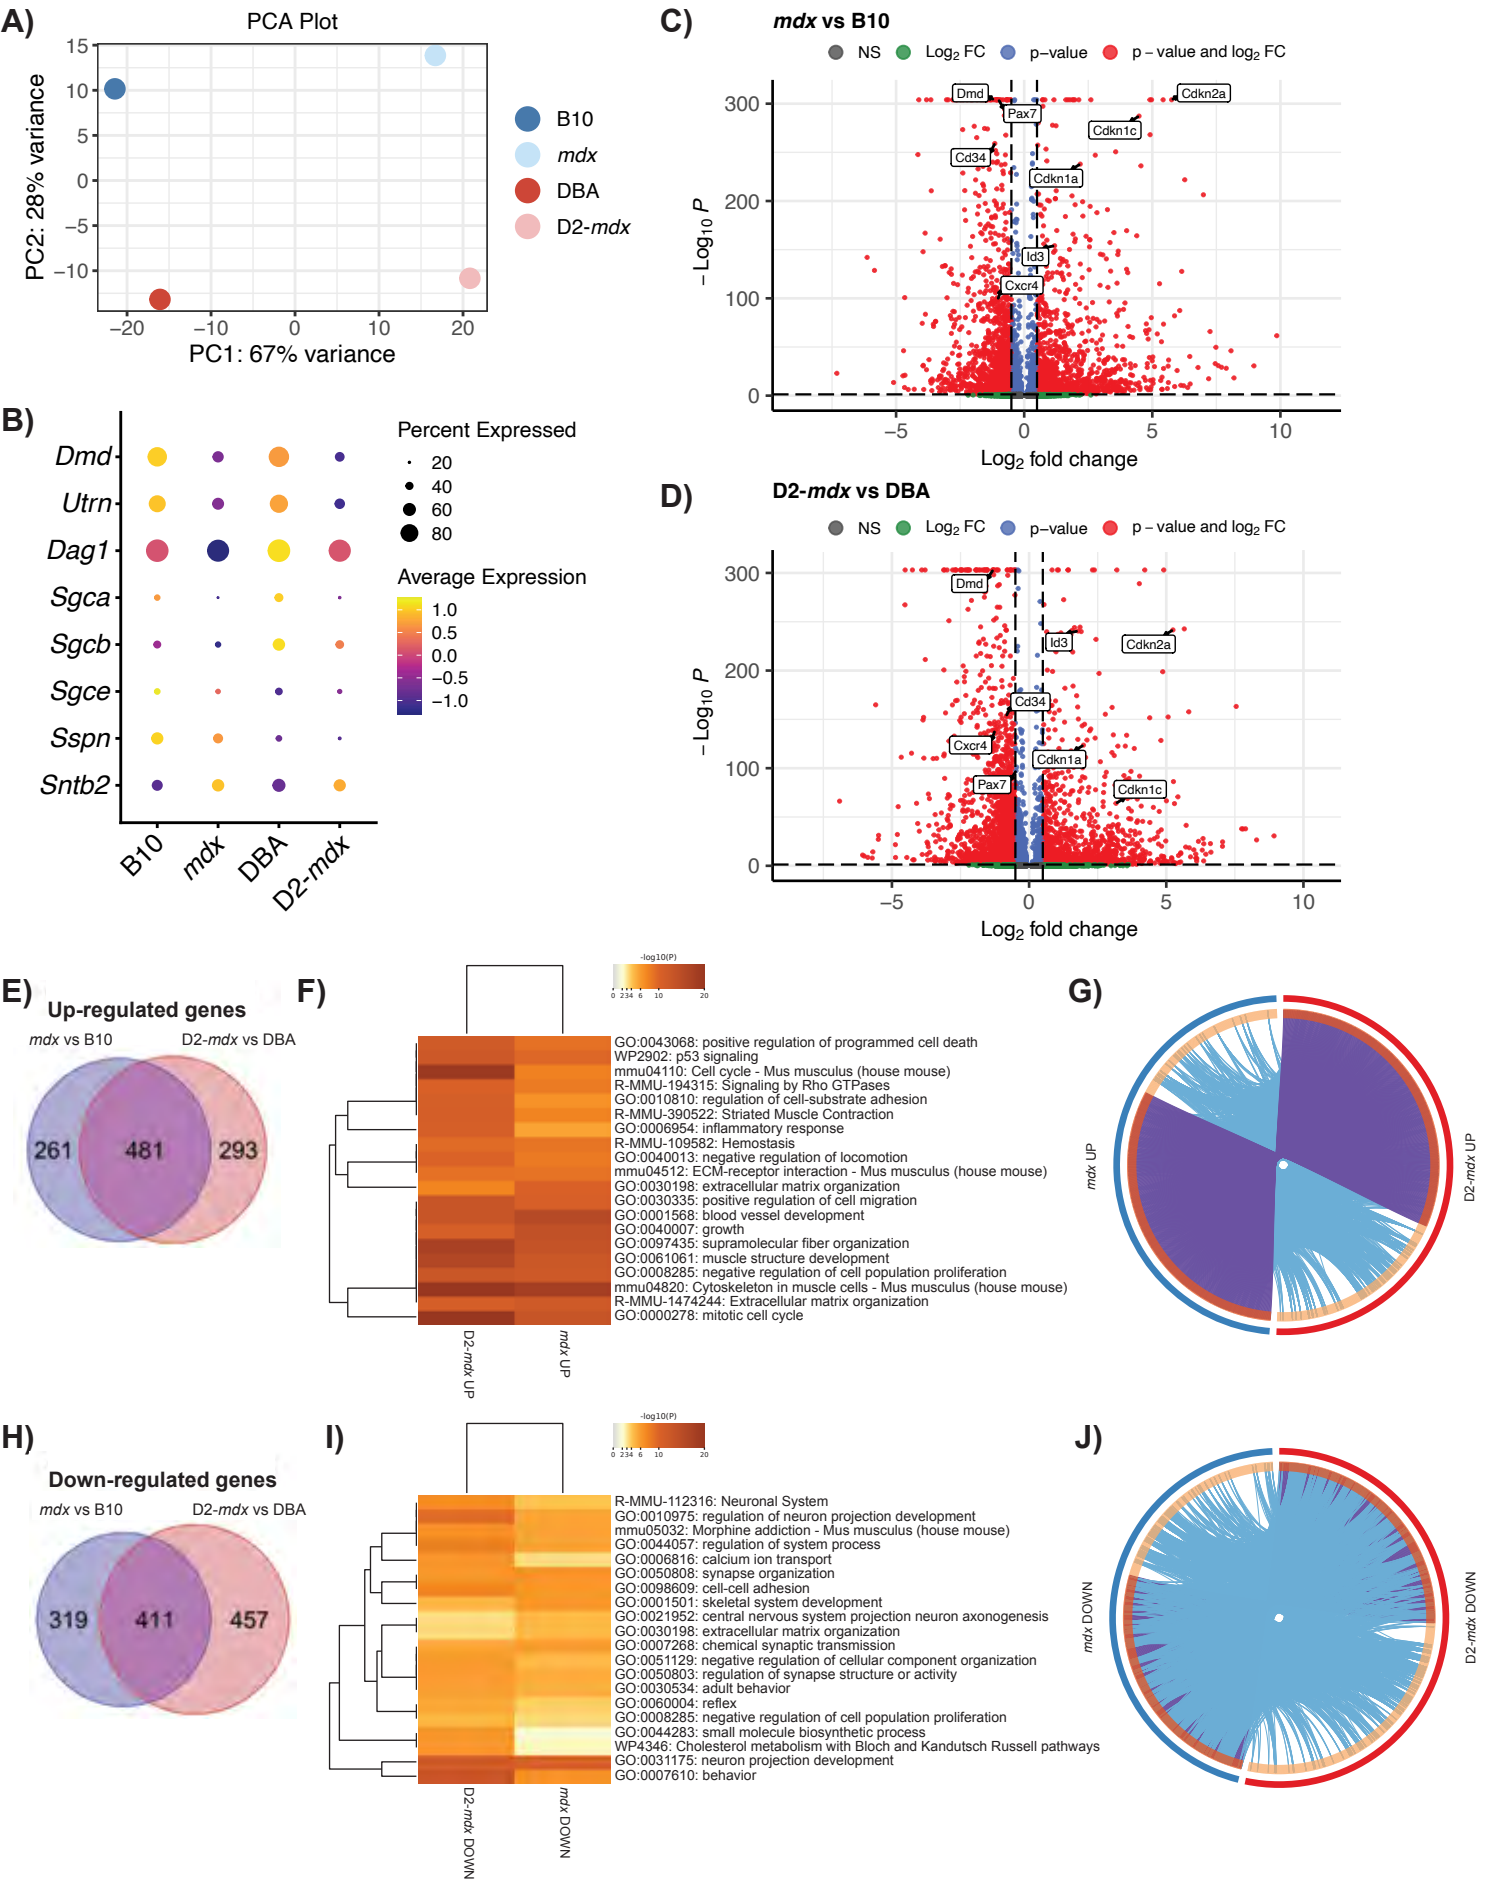 A)
PCA Plot
PC2: 28% variance
15
10
5
0
−5
−10
−20
−10
0
10
20
PC1: 67% variance
B10
mdx
DBA
D2-mdx
B)
Dmd
Utrn
Dag1
Sgca
Sgcb
Sgce
Sspn
Sntb2
B10
mdx
DBA
D2-mdx
Percent Expressed
20
40
60
80
Average Expression
1.0
0.5
0.0
−0.5
−1.0
C)
mdx vs B10
NS Log2 FC p-value p − value and log2 FC
− Log10 P
300
200
100
0
Dmd
Pax7
Cd34
Cdkn2a
Cdkn1c
Cdkn1a
Id3
Cxcr4
−5
0
5
10
Log2 fold change
D)
D2-mdx vs DBA
NS Log2 FC p-value p − value and log2 FC
− Log10 P
300
200
100
0
Dmd
Id3
Cdkn2a
Cd34
Cxcr4
Cdkn1a
Pax7
Cdkn1c
−5
0
5
10
Log2 fold change
E)
Up-regulated genes
mdx vs B10
D2-mdx vs DBA
261
481
293
F)
-log10(P)
0 2 3 4 6 10 20
GO:0043068: positive regulation of programmed cell death
WP2902: p53 signaling
mmu04110: Cell cycle - Mus musculus (house mouse)
R-MMU-194315: Signaling by Rho GTPases
GO:0010810: regulation of cell-substrate adhesion
R-MMU-390522: Striated Muscle Contraction
GO:0006954: inflammatory response
R-MMU-109582: Hemostasis
GO:0040013: negative regulation of locomotion
mmu04512: ECM-receptor interaction - Mus musculus (house mouse)
GO:0030198: extracellular matrix organization
GO:0030335: positive regulation of cell migration
GO:0001568: blood vessel development
GO:0040007: growth
GO:0097435: supramolecular fiber organization
GO:0061061: muscle structure development
GO:0008285: negative regulation of cell population proliferation
mmu04820: Cytoskeleton in muscle cells - Mus musculus (house mouse)
R-MMU-1474244: Extracellular matrix organization
GO:0000278: mitotic cell cycle
D2-mdx UP
mdx UP
G)
mdx UP
D2-mdx UP
H)
Down-regulated genes
mdx vs B10
D2-mdx vs DBA
319
411
457
I)
-log10(P)
0 2 3 4 6 10 20
R-MMU-112316: Neuronal System
GO:0010975: regulation of neuron projection development
mmu05032: Morphine addiction - Mus musculus (house mouse)
GO:0044057: regulation of system process
GO:0006816: calcium ion transport
GO:0050808: synapse organization
GO:0098609: cell-cell adhesion
GO:0001501: skeletal system development
GO:0021952: central nervous system projection neuron axonogenesis
GO:0030198: extracellular matrix organization
GO:0007268: chemical synaptic transmission
GO:0051129: negative regulation of cellular component organization
GO:0050803: regulation of synapse structure or activity
GO:0030534: adult behavior
GO:0060004: reflex
GO:0008285: negative regulation of cell population proliferation
GO:0044283: small molecule biosynthetic process
WP4346: Cholesterol metabolism with Bloch and Kandutsch Russell pathways
GO:0031175: neuron projection development
GO:0007610: behavior
D2-mdx DOWN
mdx DOWN
J)
mdx DOWN
D2-mdx DOWN